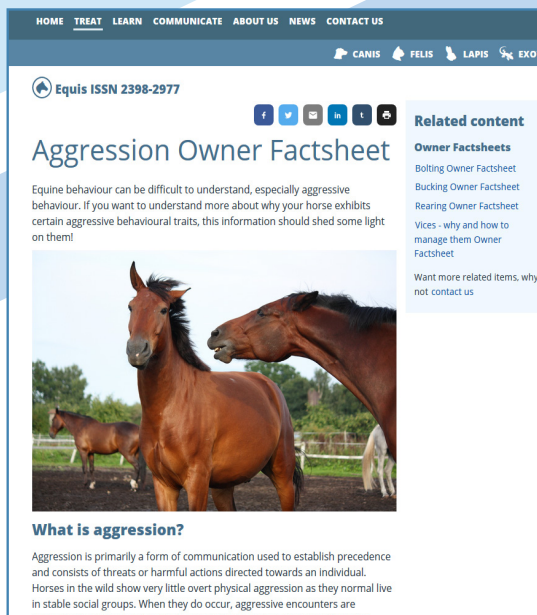 HOME TREAT LEARN COMMUNICATE ABOUT US NEWS CONTACT US
CANIS FELIS LAPIS
Equis ISSN 2398-2977
Aggression Owner Factsheet
Equine behaviour can be difficult to understand, especially aggressive
behaviour. If you want to understand more about why your horse exhibits
certain aggressive behavioural traits, this information should shed some light
on them!
What is aggression?
Aggression is primarily a form of communication used to establish precedence
and consists of threats or harmful actions directed towards an individual.
Horses in the wild show very little overt physical aggression as they normal live
in stable social groups. When they do occur, aggressive encounters are
Related content
Owner Factsheets
Bolting Owner Factsheet
Bucking Owner Factsheet
Rearing Owner Factsheet
Vices - why and how to
manage them Owner
Factsheet
Want more related items, why
not contact us